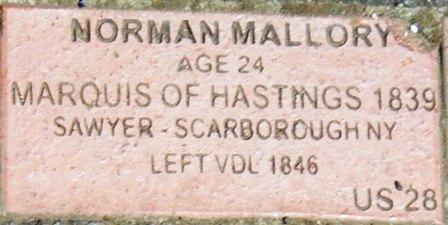 NORMAN MALLORY
AGE 24
MARQUIS OF HASTINGS 1839
SAWYER - SCARBOROUGH NY
LEFT VDL 1846
US 28